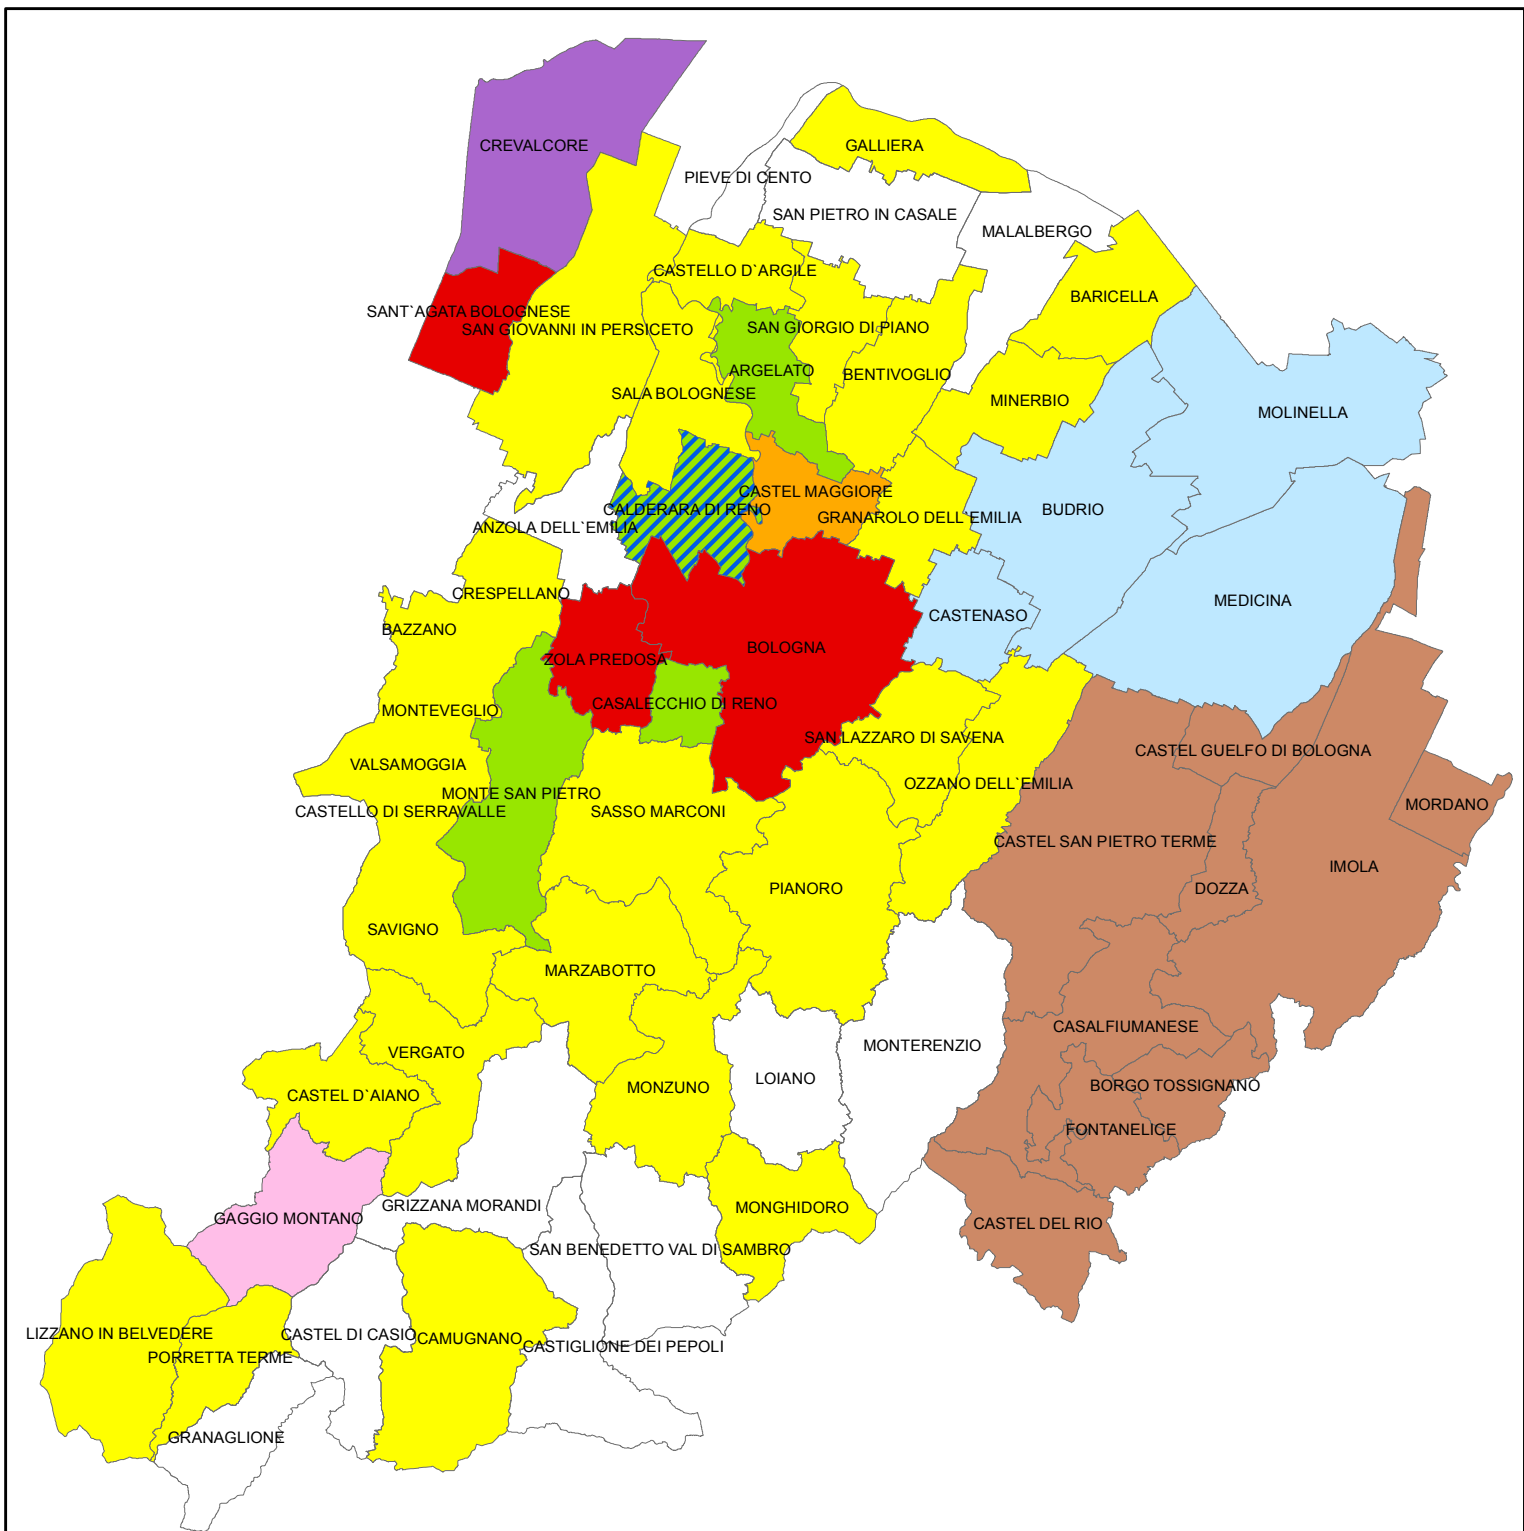 CREVALCORE
GALLIERA
PIEVE DI CENTO
SAN PIETRO IN CASALE
MALALBERGO
CASTELLO D`ARGILE
BARICELLA
SANT`AGATA BOLOGNESE
SAN GIOVANNI IN PERSICETO
SAN GIORGIO DI PIANO
ARGELATO
BENTIVOGLIO
SALA BOLOGNESE
MINERBIO
MOLINELLA
CASTEL MAGGIORE
CALDERARA DI RENO
BUDRIO
GRANAROLO DELL`EMILIA
ANZOLA DELL`EMILIA
CRESPELLANO
MEDICINA
CASTENASO
BAZZANO
BOLOGNA
ZOLA PREDOSA
CASALECCHIO DI RENO
MONTEVEGLIO
SAN LAZZARO DI SAVENA
CASTEL GUELFO DI BOLOGNA
VALSAMOGGIA
OZZANO DELL`EMILIA
MONTE SAN PIETRO
MORDANO
CASTELLO DI SERRAVALLE
SASSO MARCONI
CASTEL SAN PIETRO TERME
IMOLA
PIANORO
DOZZA
SAVIGNO
MARZABOTTO
CASALFIUMANESE
MONTERENZIO
VERGATO
LOIANO
BORGO TOSSIGNANO
MONZUNO
CASTEL D`AIANO
FONTANELICE
GRIZZANA MORANDI
MONGHIDORO
GAGGIO MONTANO
CASTEL DEL RIO
SAN BENEDETTO VAL DI SAMBRO
LIZZANO IN BELVEDERE
CASTEL DI CASIO
CAMUGNANO
CASTIGLIONE DEI PEPOLI
PORRETTA TERME
GRANAGLIONE